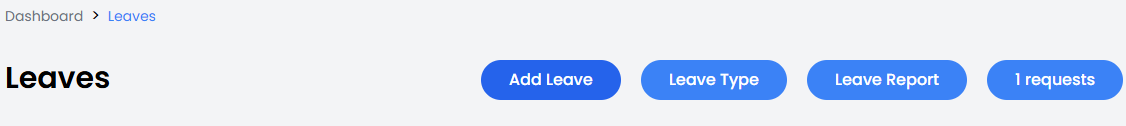 Dashboard > Leaves
Leaves
Add Leave
Leave Type
Leave Report
1 requests